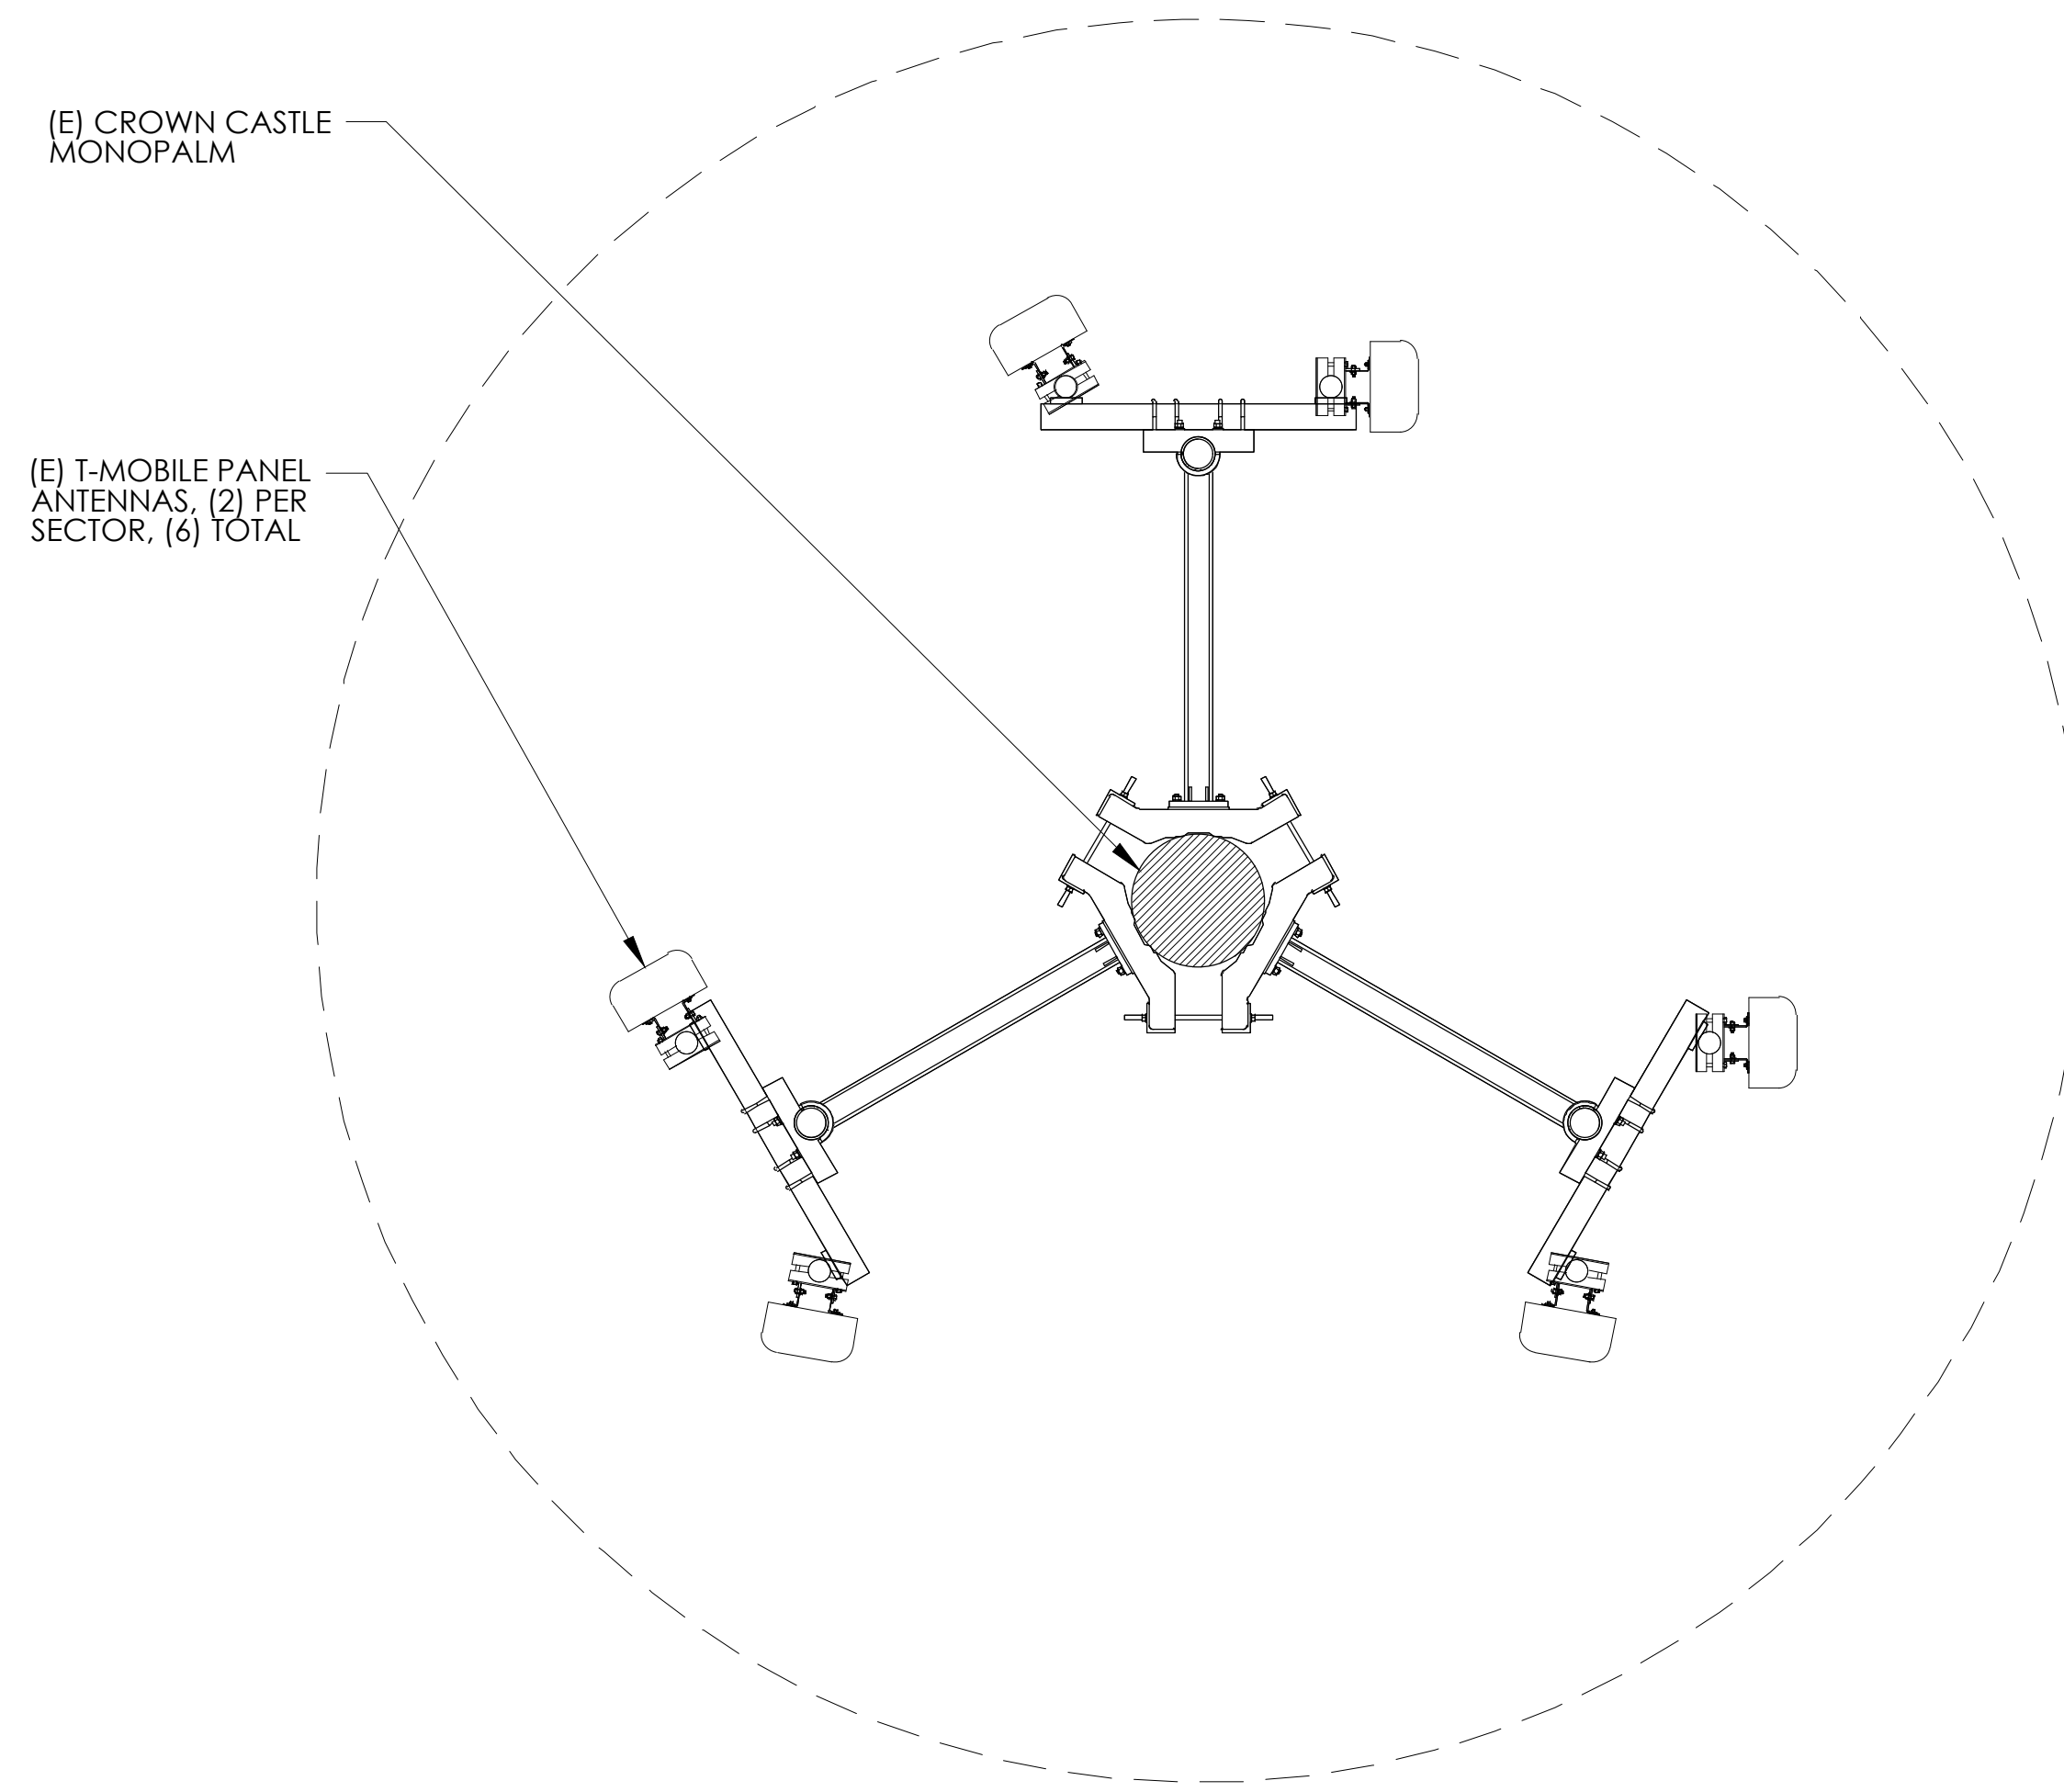 (E) CROWN CASTLE
MONOPALM
(E) T-MOBILE PANEL
ANTENNAS, (2) PER
SECTOR, (6) TOTAL